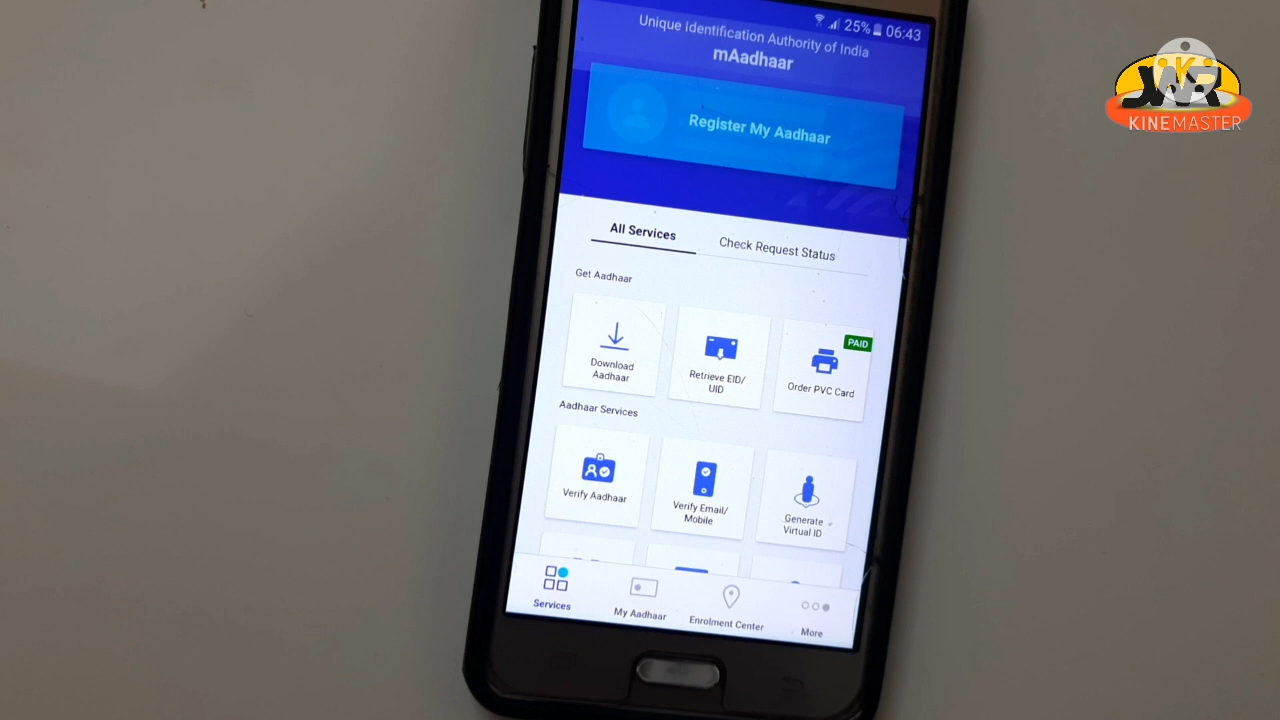 25% 06:43
Unique Identification Authority of India
mAadhaar
Register My Aadhaar
All Services
Check Request Status
Get Aadhaar
Download
Aadhaar
Retrieve EID/
UID
PAID
Order PVC Card
Aadhaar Services
Verify Aadhaar
Verify Email/
Mobile
Generate
Virtual ID
Services
My Aadhaar
Enrolment Center
More
KINEMASTER